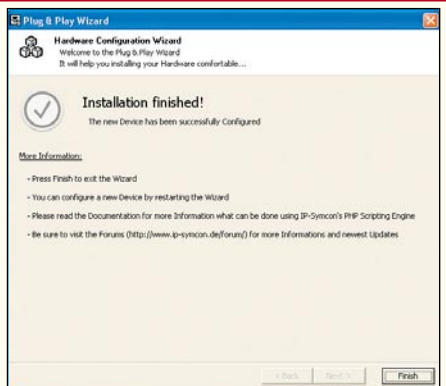 Plug & Play Wizard
Hardware Configuration Wizard
Welcome to the Plug & Play Wizard
It will help you installing your Hardware comfortable...
Installation finished!
The new Device has been successfully Configured
More Information:
- Press Finish to exit the Wizard
- You can configure a new Device by restarting the Wizard
- Please read the Documentation for more Information what can be done using IP-Symcon's PHP Scripting Engine
- Be sure to visit the Forums (http://www.ip-symcon.de/forum/) for more Informations and newest Updates
< Back Next > Finish